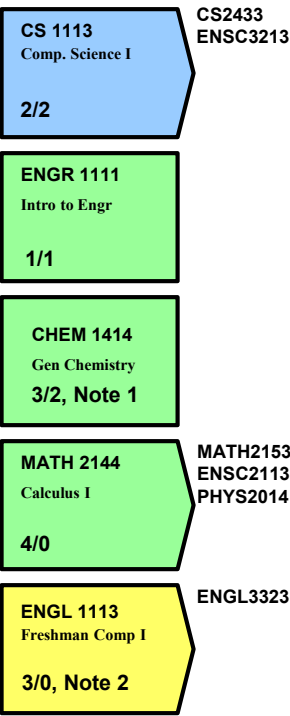 CS 1113
Comp. Science I
2/2
CS2433
ENSC3213
ENGR 1111
Intro to Engr
1/1
CHEM 1414
Gen Chemistry
3/2, Note 1
MATH 2144
Calculus I
4/0
MATH2153
ENSC2113
PHYS2014
ENGL 1113
Freshman Comp I
3/0, Note 2
ENGL3323